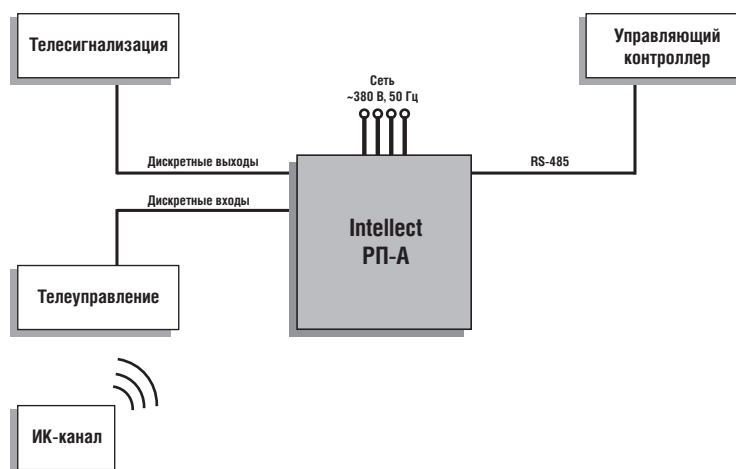 Телесигнализация
Управляющий
контроллер
Сеть
~380 В, 50 Гц
Дискретные выходы
RS-485
Дискретные входы
Intellect
РП-А
Телеуправление
ИК-канал